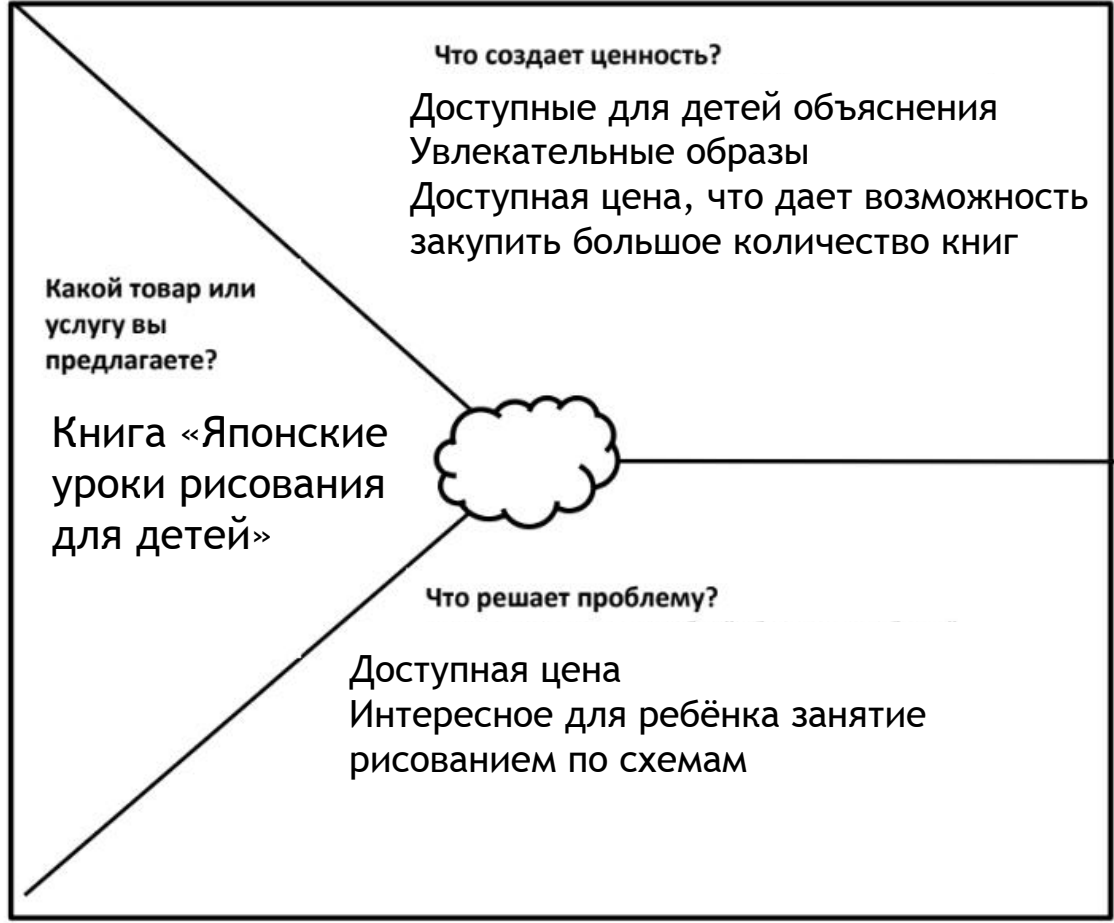 Что создает ценность?
Доступные для детей объяснения
Увлекательные образы
Доступная цена, что дает возможность
закупить большое количество книг
Какой товар или
услугу вы
предлагаете?
Книга «Японские
уроки рисования
для детей»
Что решает проблему?
Доступная цена
Интересное для ребёнка занятие
рисованием по схемам